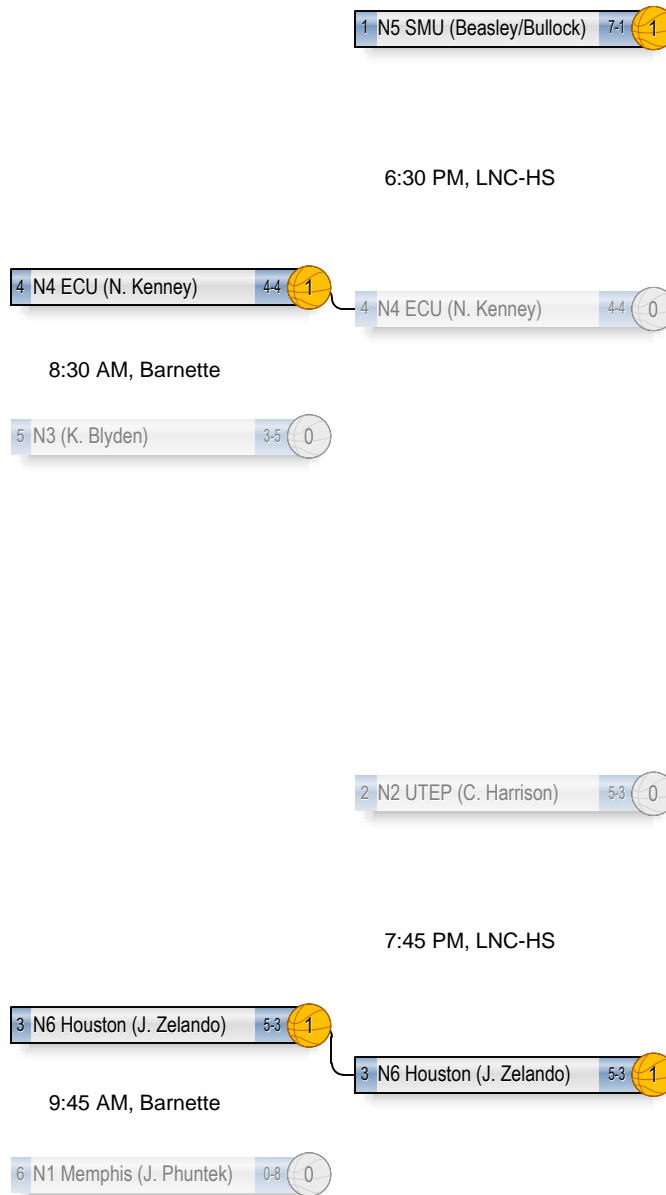 1 N5 SMU (Beasley/Bullock) 7-1 1
6:30 PM, LNC-HS
4 N4 ECU (N. Kenney) 4-4 1
4 N4 ECU (N. Kenney) 4-4 0
8:30 AM, Barnette
5 N3 (K. Blyden) 3-5 0
2 N2 UTEP (C. Harrison) 5-3 0
7:45 PM, LNC-HS
3 N6 Houston (J. Zelando) 5-3 1
3 N6 Houston (J. Zelando) 5-3 1
9:45 AM, Barnette
6 N1 Memphis (J. Phuntek) 0-8 0